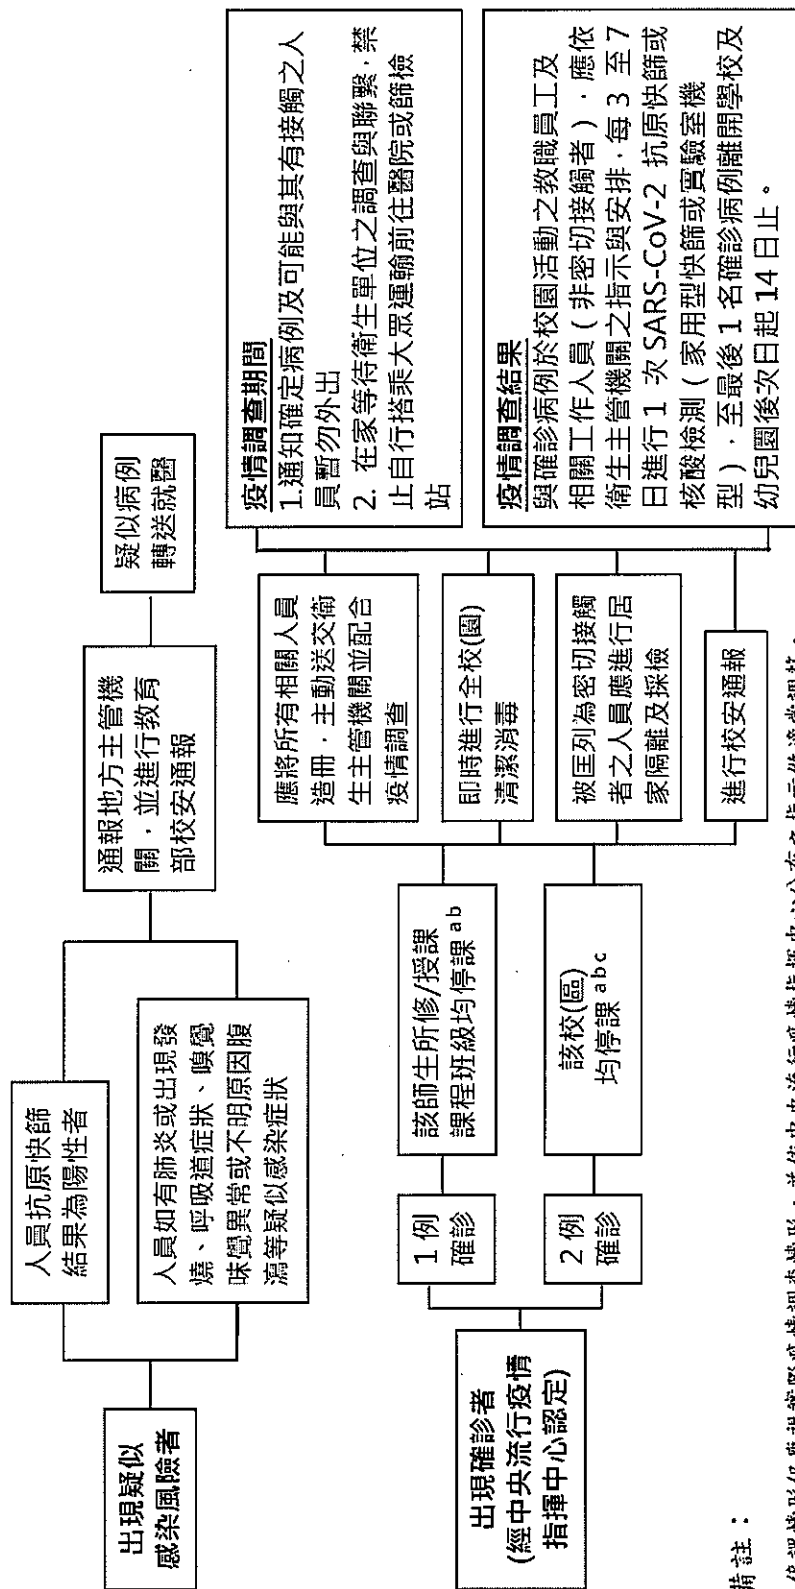 出現疑似
感染風險者
人員抗原快篩
結果為陽性者
人員如有肺炎或出現發
燒、呼吸道症狀、嗅覺
味覺異常或不明原因腹
瀉等疑似感染症狀
通報地方主管機
關，並進行教育
部校安通報
疑似病例
轉送就醫
出現確診者
(經中央流行疫情
指揮中心認定)
1 例
確診
2 例
確診
該師生所修/授課
課程班級均停課 ab
該校(區)
均停課 abc
應將所有相關人員
造冊，主動送交衛
生主管機關並配合
疫情調查
即時進行全校(園)
清潔消毒
被匡列為密切接觸
者之人員應進行居
家隔離及採檢
進行校安通報
疫情調查期間
1.通知確定病例及可能與其有接觸之人
員暫勿外出
2. 在家等待衛生單位之調查與聯繫，禁
止自行搭乘大眾運輸前往醫院或篩檢
站
疫情調查結果
與確診病例於校園活動之教職員工及
相關工作人員（非密切接觸者），應依
衛生主管機關之指示與安排，每 3 至 7
日進行 1 次 SARS-CoV-2 抗原快篩或
核酸檢測（家用型快篩或實驗室機
型），至最後 1 名確診病例離開學校及
幼兒園後次日起 14 日止。
備註：